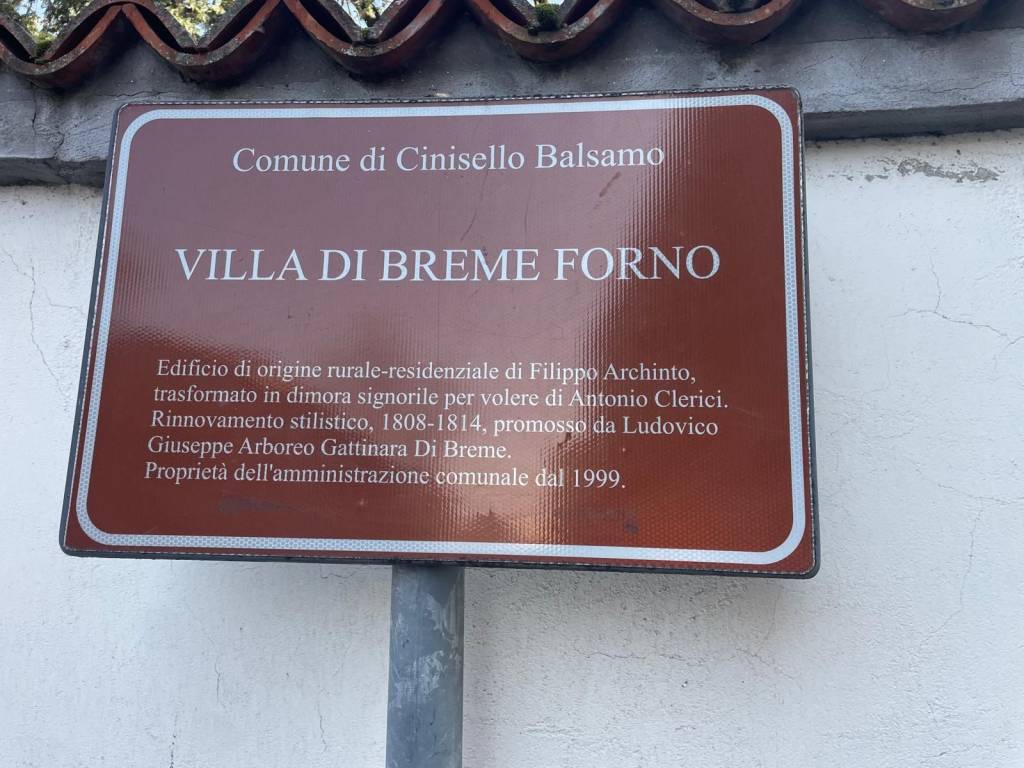 Comune di Cinisello Balsamo
VILLA DI BREME FORNO
Edificio di origine rurale-residenziale di Filippo Archinto,
trasformato in dimora signorile per volere di Antonio Clerici.
Rinnovamento stilistico, 1808-1814, promosso da Ludovico
Giuseppe Arboreo Gattinara Di Breme.
Proprietà dell'amministrazione comunale dal 1999.